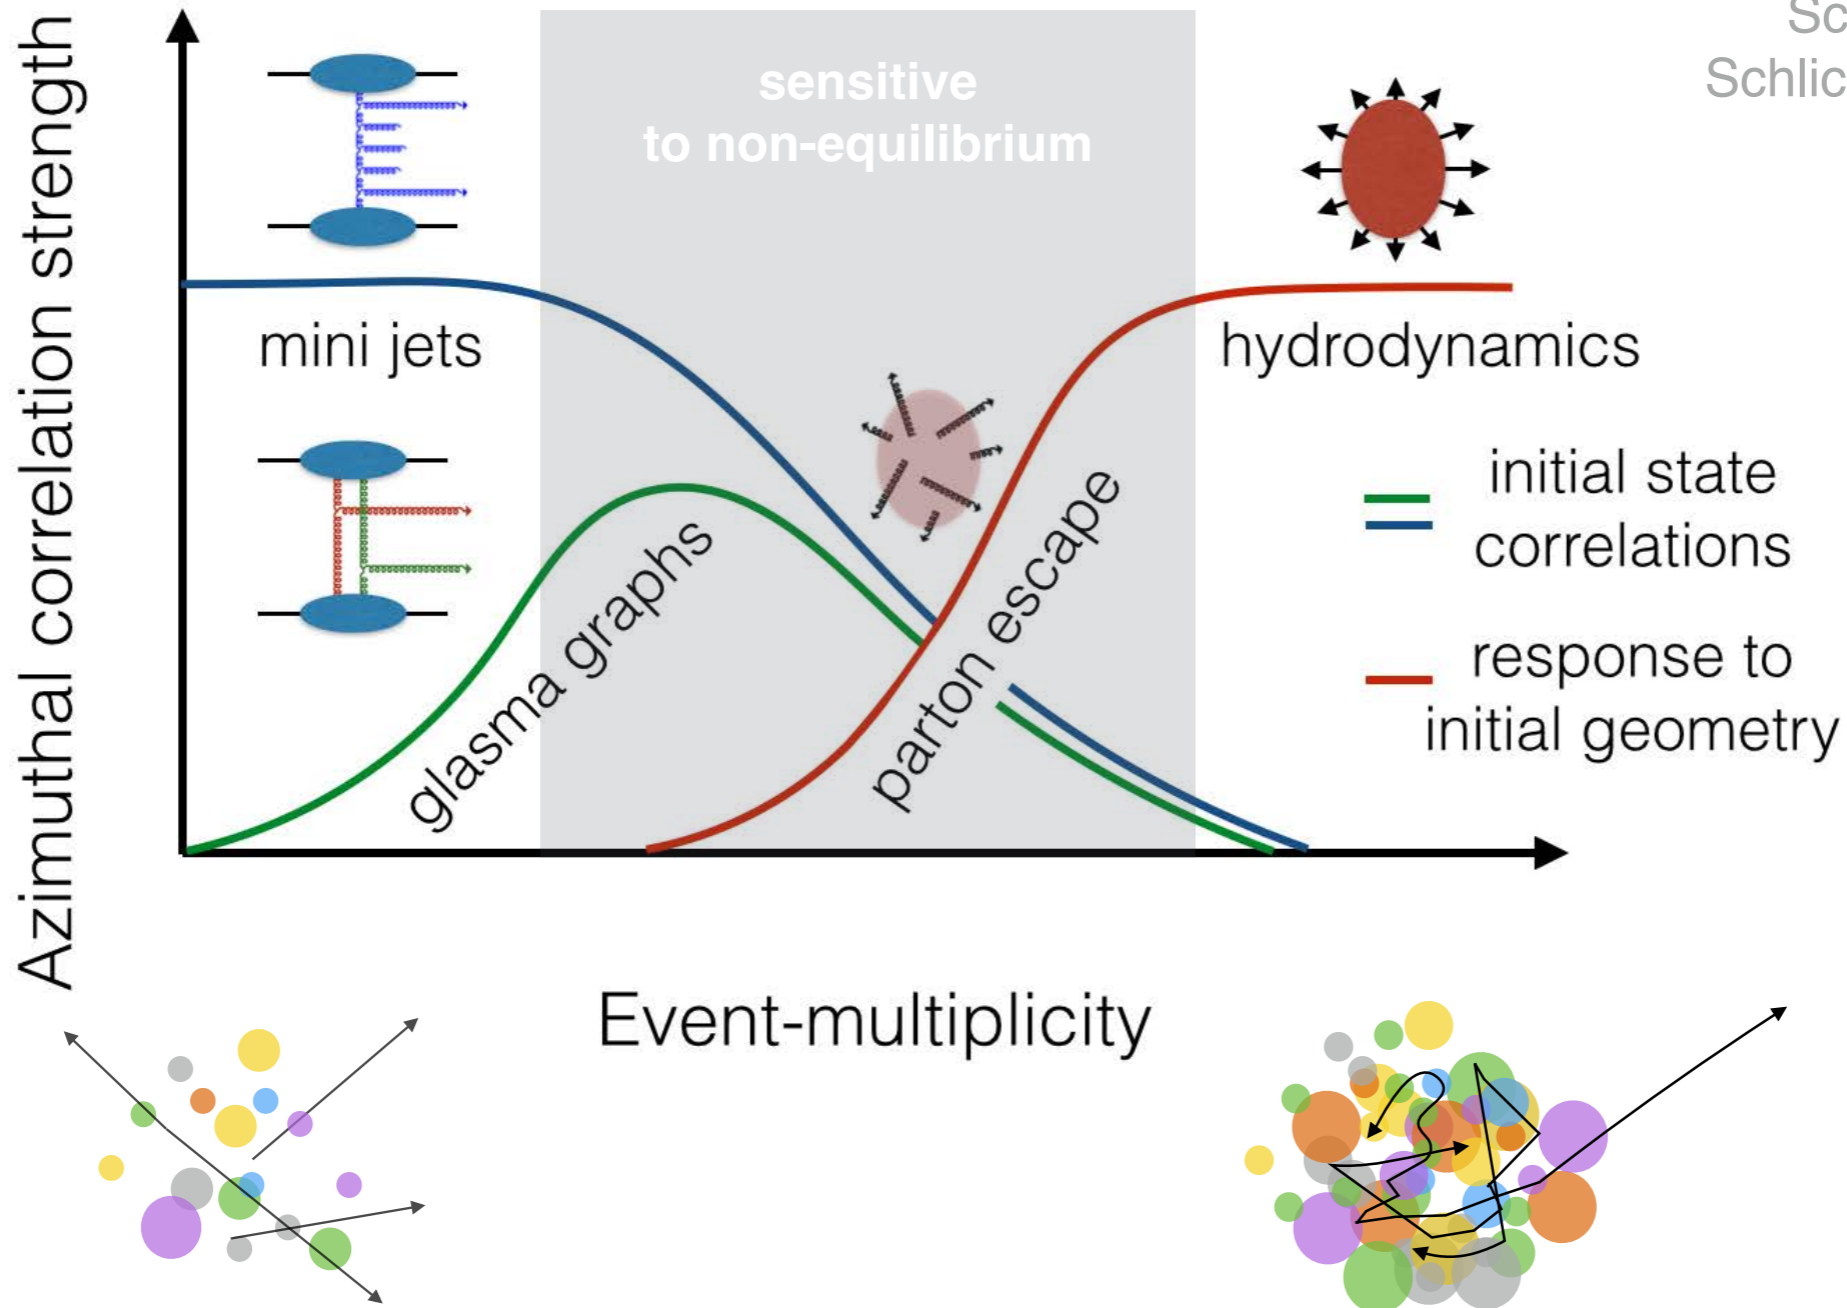 Azimuthal correlation strength
sensitive
to non-equilibrium
Sc
Schlic
mini jets
hydrodynamics
glasma graphs
parton escape
initial state
correlations
response to
initial geometry
Event-multiplicity